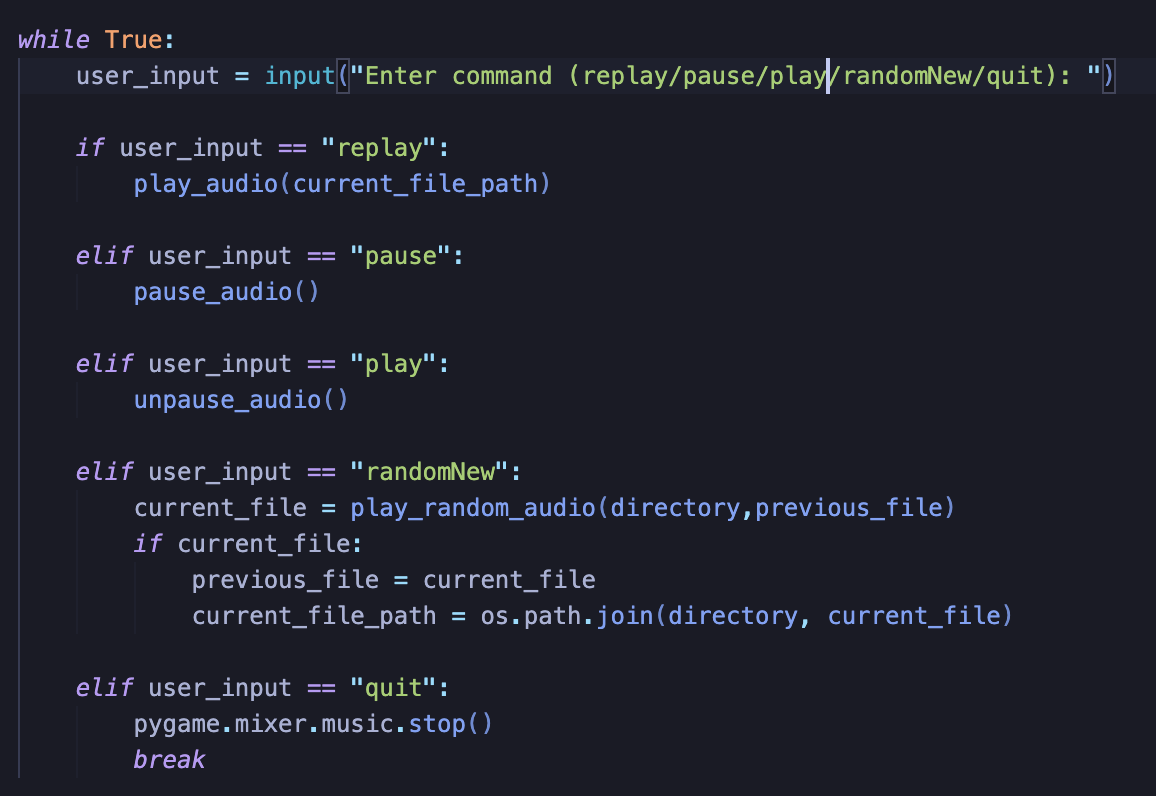 while True:
    user_input = input("Enter command (replay/pause/play/randomNew/quit): ")

    if user_input == "replay":
        play_audio(current_file_path)

    elif user_input == "pause":
        pause_audio()

    elif user_input == "play":
        unpause_audio()

    elif user_input == "randomNew":
        current_file = play_random_audio(directory,previous_file)
        if current_file:
            previous_file = current_file
            current_file_path = os.path.join(directory, current_file)

    elif user_input == "quit":
        pygame.mixer.music.stop()
        break